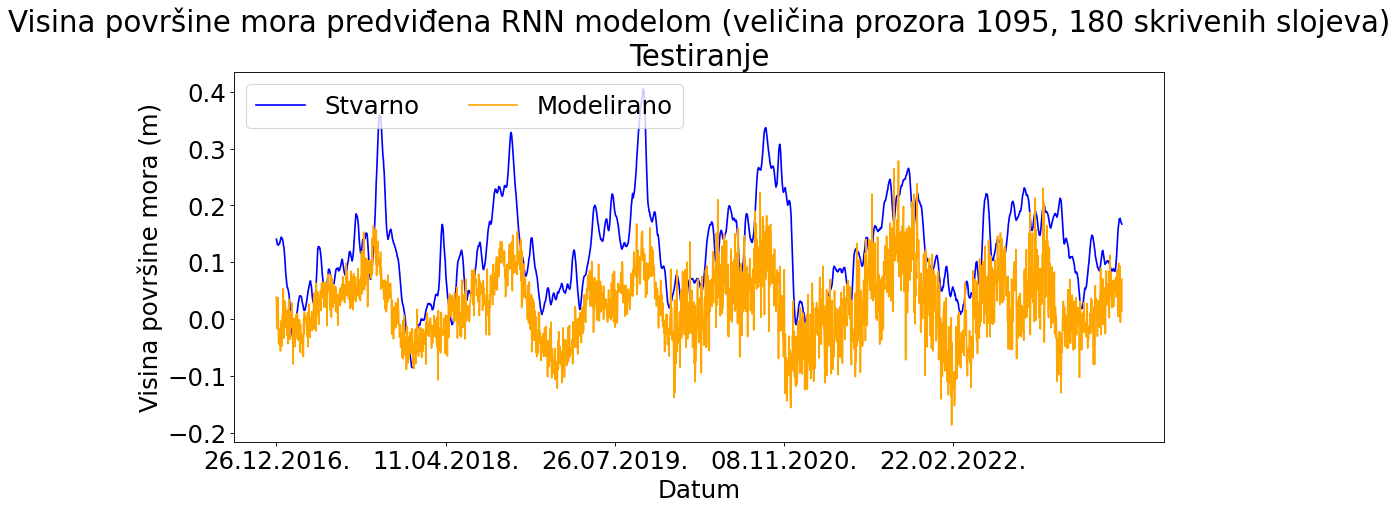 Visina površine mora predviđena RNN modelom (veličina prozora 1095, 180 skrivenih slojeva)
Testiranje
Stvarno Modelirano
Visina površine mora (m)
0.4
0.3
0.2
0.1
0.0
−0.1
−0.2
26.12.2016. 11.04.2018. 26.07.2019. 08.11.2020. 22.02.2022.
Datum